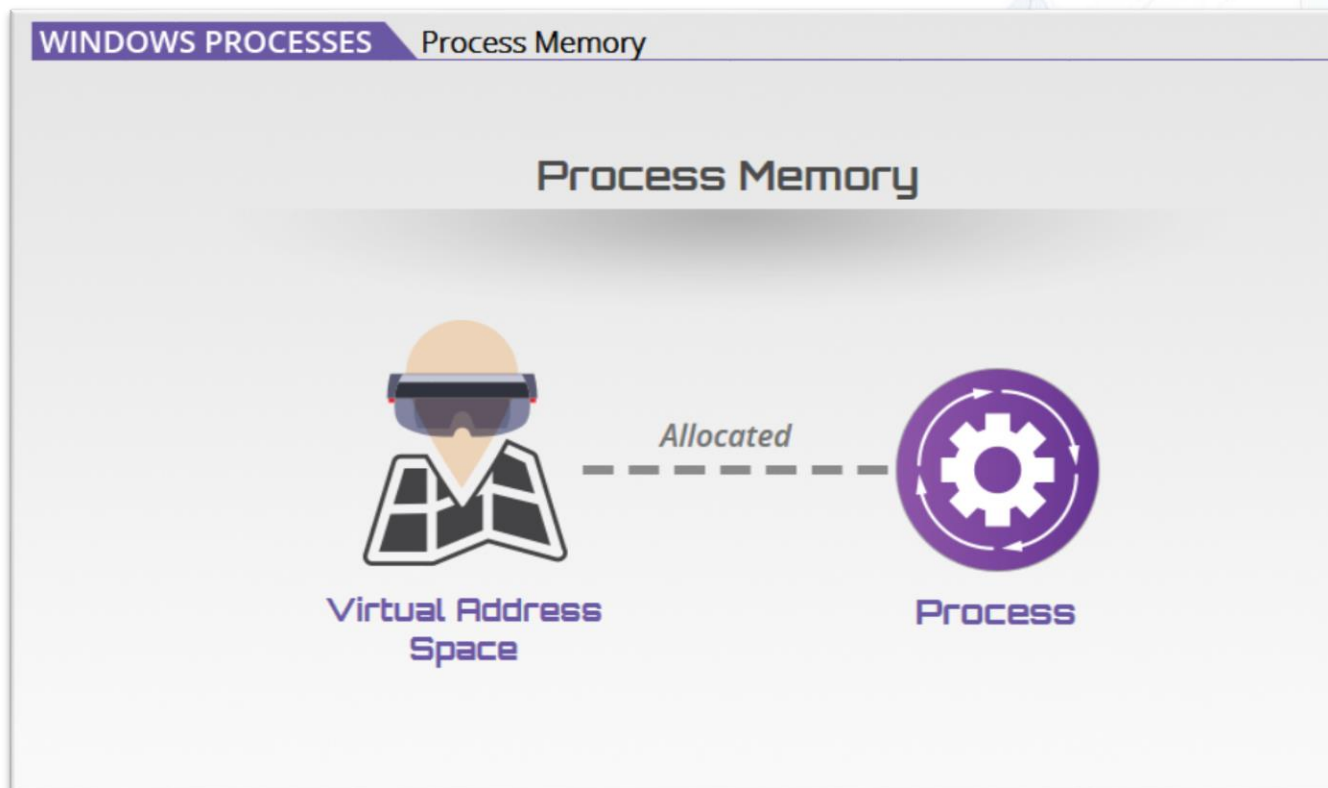 WINDOWS PROCESSES Process Memory
Process Memory
Allocated
Virtual Address
Space
Process